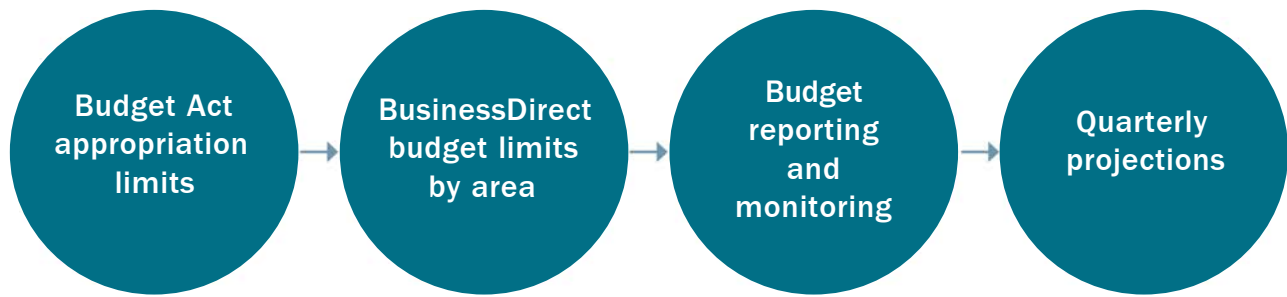 Budget Act
appropriation
limits
BusinessDirect
budget limits
by area
Budget
reporting
and
monitoring
Quarterly
projections